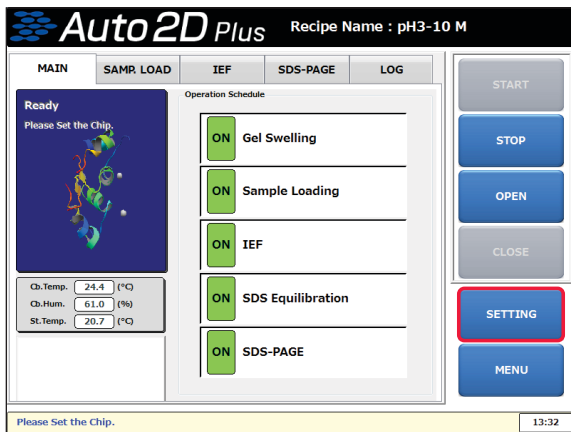 Auto2D Plus Recipe Name : pH3-10 M
MAIN SAMP. LOAD IEF SDS-PAGE LOG
Ready
Please Set the Chip.
Operation Schedule
ON Gel Swelling
ON Sample Loading
ON IEF
ON SDS Equilibration
ON SDS-PAGE
Cb.Temp. 24.4 (°C)
Cb.Hum. 61.0 (%)
St.Temp. 20.7 (°C)
START
STOP
OPEN
CLOSE
SETTING
MENU
Please Set the Chip. 13:32